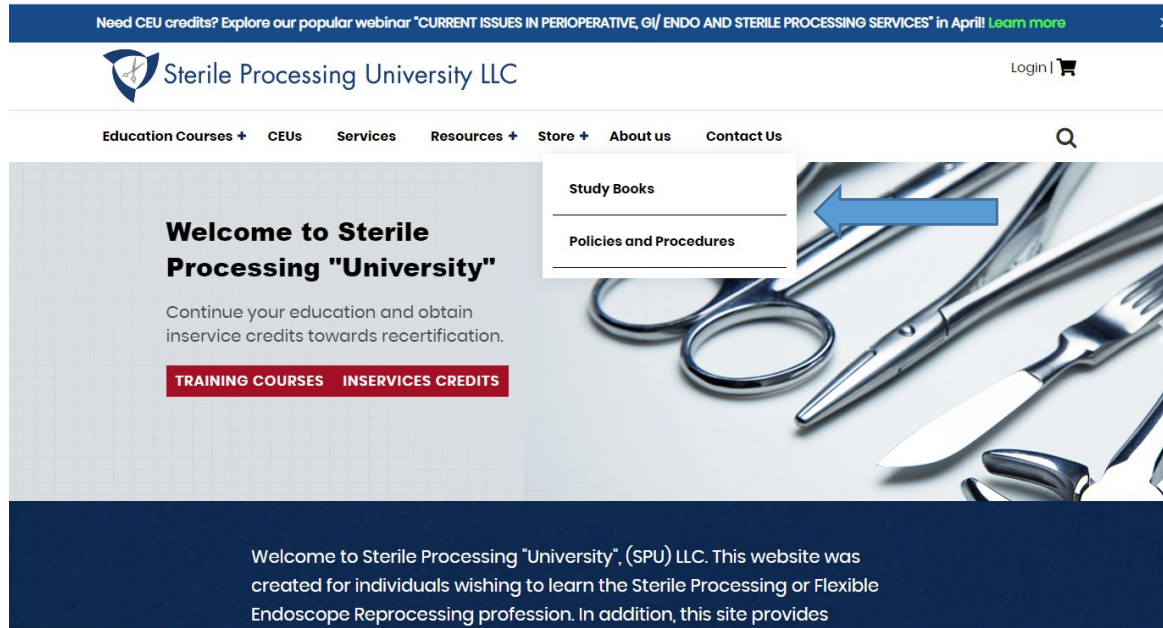 Need CEU credits? Explore our popular webinar "CURRENT ISSUES IN PERIOPERATIVE, GI/ ENDO AND STERILE PROCESSING SERVICES" in April! Learn more
Sterile Processing University LLC
Login |
Education Courses + CEUs Services Resources + Store + About us Contact Us
Study Books
Policies and Procedures
Welcome to Sterile
Processing "University"
Continue your education and obtain
inservice credits towards recertification.
TRAINING COURSES INSERVICES CREDITS
Welcome to Sterile Processing "University", (SPU) LLC. This website was
created for individuals wishing to learn the Sterile Processing or Flexible
Endoscope Reprocessing profession. In addition, this site provides